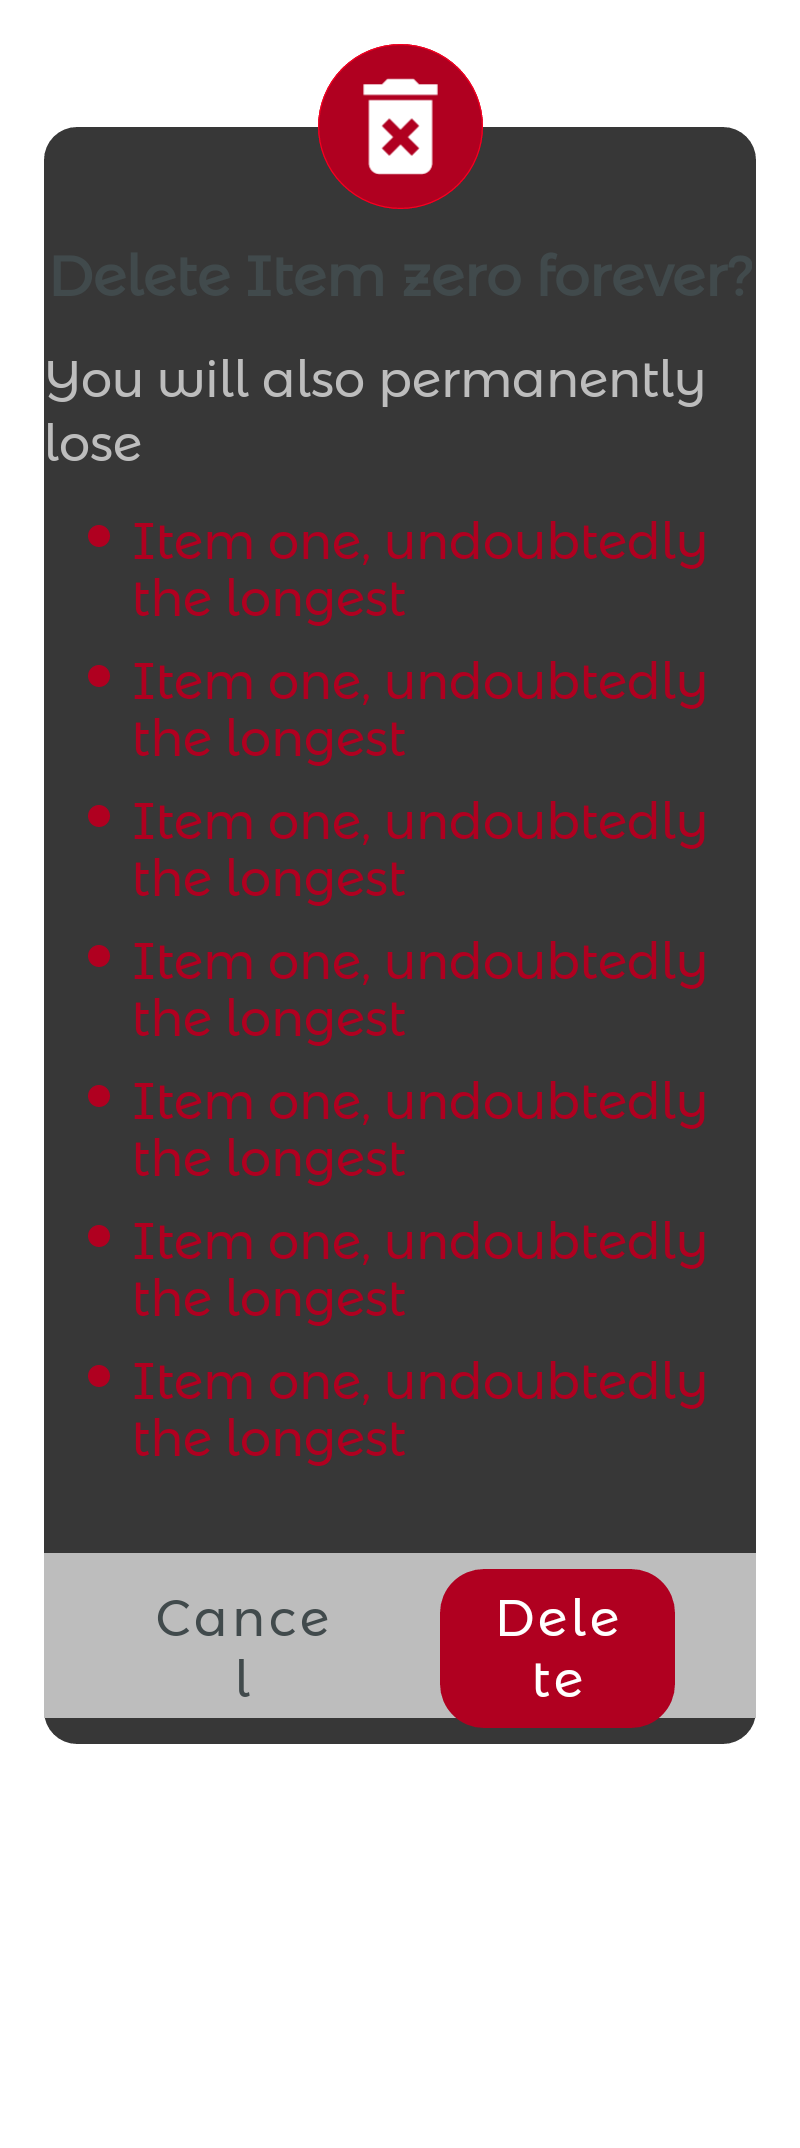 Delete Item zero forever?
You will also permanently
lose
• Item one, undoubtedly
the longest
• Item one, undoubtedly
the longest
• Item one, undoubtedly
the longest
• Item one, undoubtedly
the longest
• Item one, undoubtedly
the longest
• Item one, undoubtedly
the longest
• Item one, undoubtedly
the longest
Cance
l
Dele
te